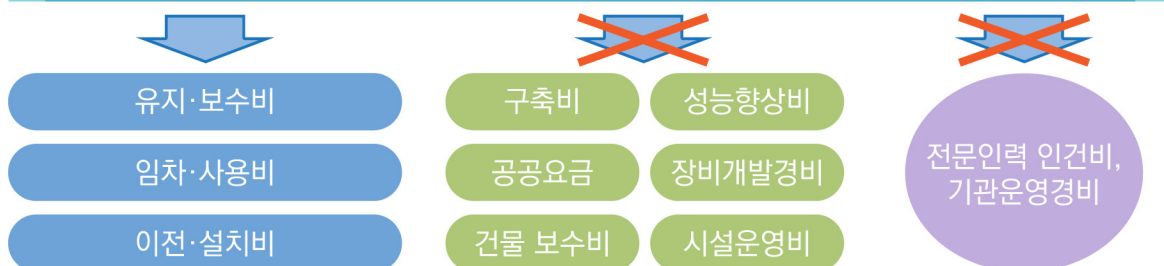 유지·보수비
임차·사용비
이전·설치비
구축비
성능향상비
공공요금
장비개발경비
건물 보수비
시설운영비
전문인력 인건비,
기관운영경비